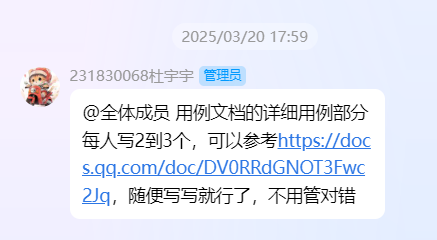 2025/03/20 17:59
231830068杜宇宇 管理员
@全体成员 用例文档的详细用例部分
每人写2到3个，可以参考https://doc
s.qq.com/doc/DV0RRdGNOT3Fwc
2Jq，随便写写就行了，不用管对错